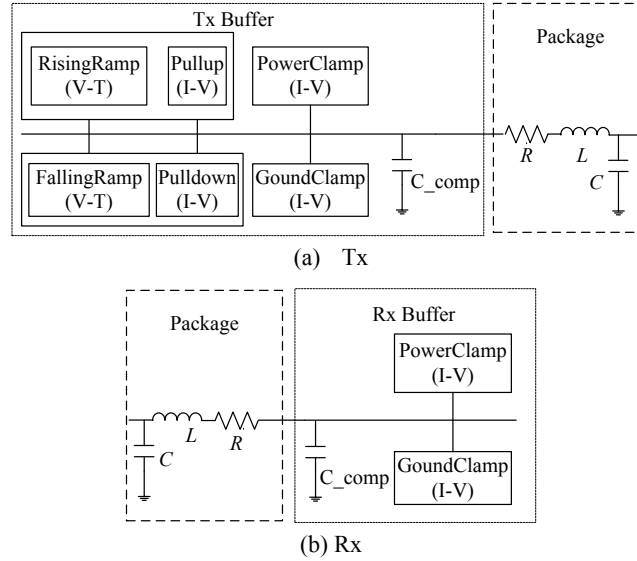 Tx Buffer
Package
RisingRamp
(V-T)
Pullup
(I-V)
PowerClamp
(I-V)
FallingRamp
(V-T)
Pulldown
(I-V)
GoundClamp
(I-V)
C_comp
R
L
C
(a) Tx
Package
Rx Buffer
PowerClamp
(I-V)
L
R
C
C_comp
GoundClamp
(I-V)
(b) Rx